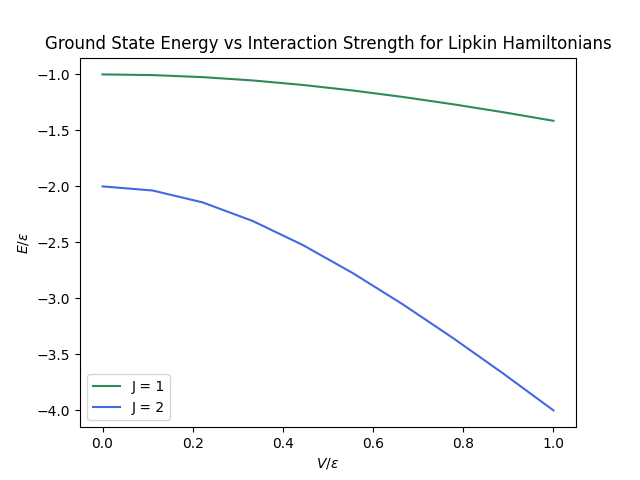 Ground State Energy vs Interaction Strength for Lipkin Hamiltonians
−1.0
−1.5
−2.0
−2.5
−3.0
−3.5
−4.0
E/ε
J = 1
J = 2
0.0 0.2 0.4 0.6 0.8 1.0
V/ε